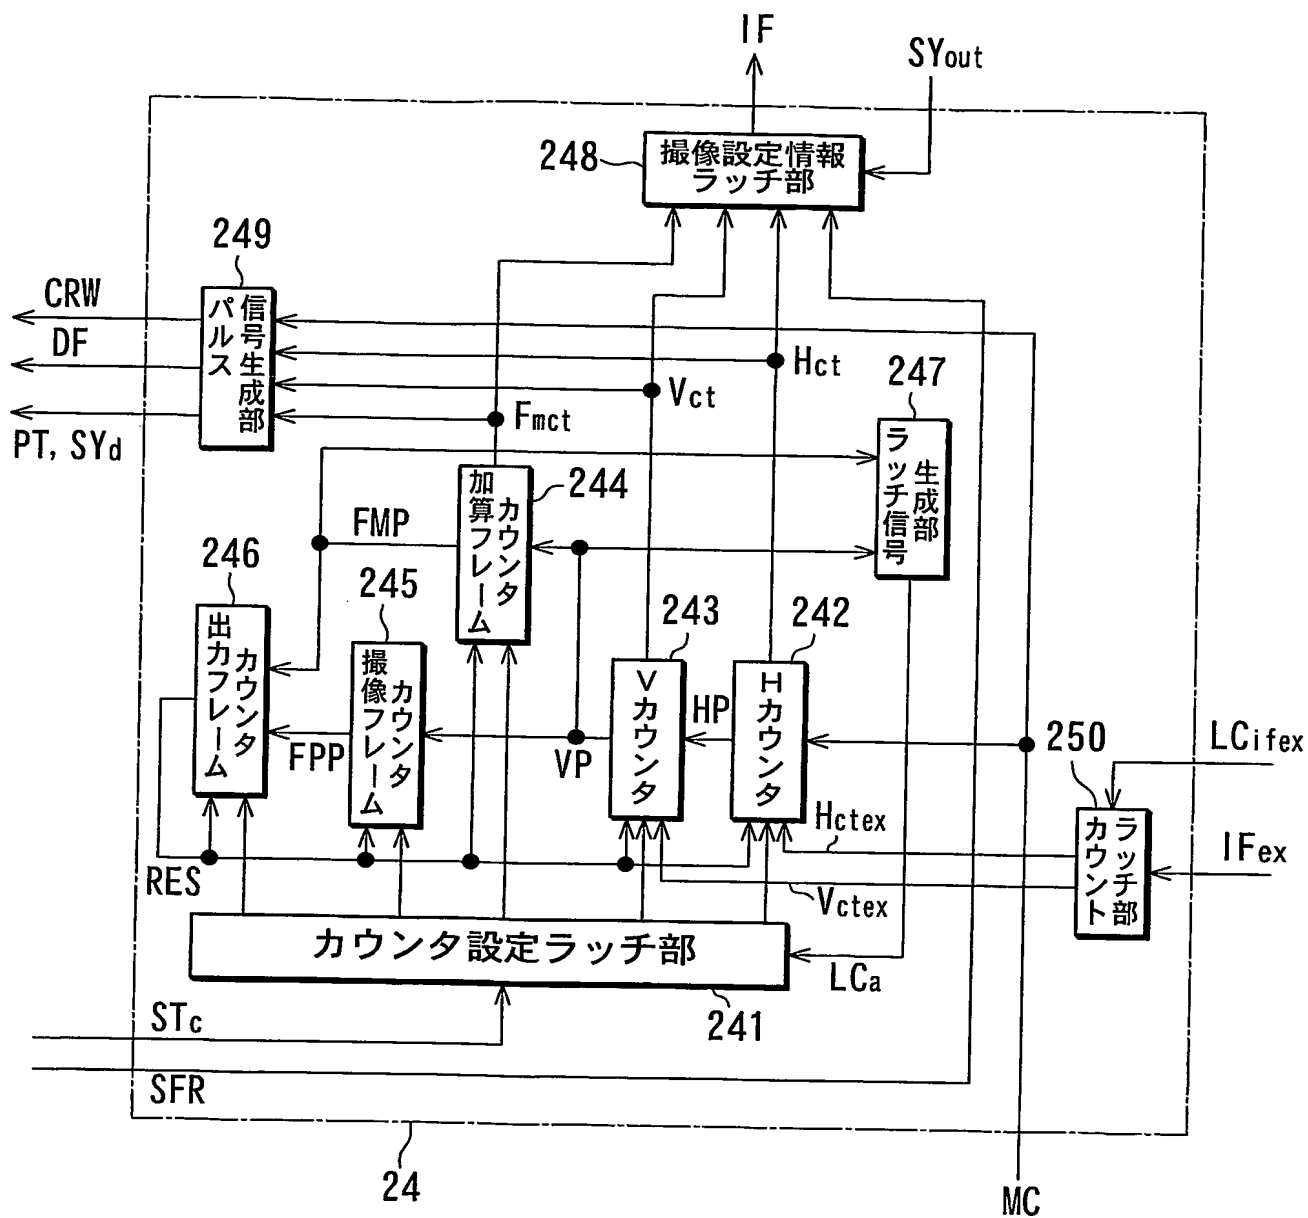 IF
SYout
248
撮像設定情報
ラッチ部
249
パルス
信号生成部
CRW
DF
PT, SYd
Hct
Vct
Fmct
247
ラッチ信号
生成部
244
加算フレーム
カウンタ
FMP
246
出力フレーム
カウンタ
245
撮像フレーム
カウンタ
FPP
243
Vカウンタ
VP
HP
242
Hカウンタ
250
カウント
ラッチ部
LCifex
IFex
Hctex
Vctex
RES
カウンタ設定ラッチ部
LCa
241
STc
SFR
24
MC